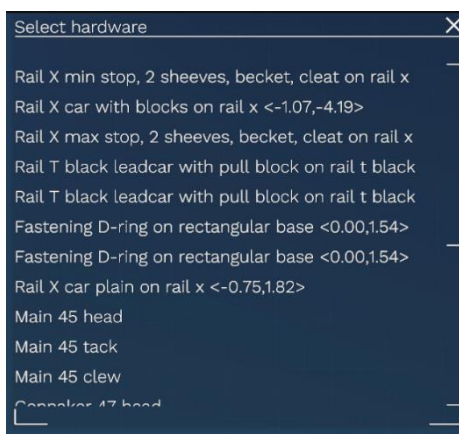 Select hardware
Rail X min stop, 2 sheeves, becket, cleat on rail x
Rail X car with blocks on rail x <-1.07,-4.19>
Rail X max stop, 2 sheeves, becket, cleat on rail x
Rail T black leadcar with pull block on rail t black
Rail T black leadcar with pull block on rail t black
Fastening D-ring on rectangular base <0.00,1.54>
Fastening D-ring on rectangular base <0.00,1.54>
Rail X car plain on rail x <-0.75,1.82>
Main 45 head
Main 45 tack
Main 45 clew
Gennaker 47 head